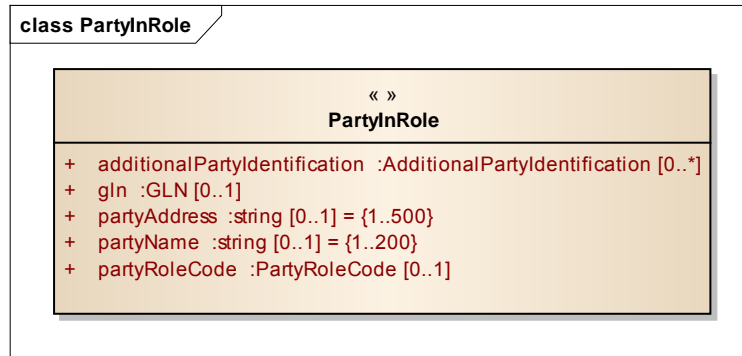 class PartyInRole
« »
PartyInRole
+ additionalPartyIdentification :AdditionalPartyIdentification [0..*]
+ gln :GLN [0..1]
+ partyAddress :string [0..1] = {1..500}
+ partyName :string [0..1] = {1..200}
+ partyRoleCode :PartyRoleCode [0..1]